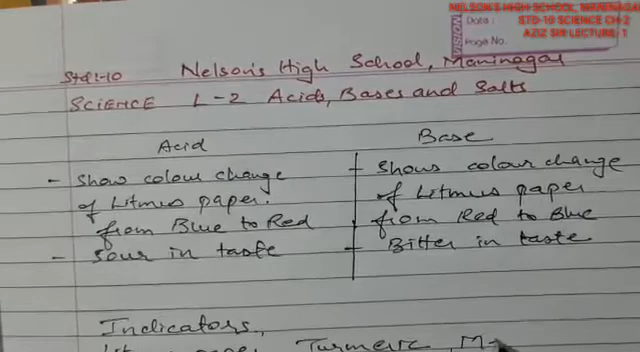 NELSON'S HIGH SCHOOL, MANINAGAR
STD-10 SCIENCE CH-2
AZIZ SIR LECTURE-1
Date :
Page No.
VISION
Std:-10 Nelson's High School, Maninagar
SCIENCE L-2 Acids, Bases and Salts
Acid Base
- Show colour change
of Litmus paper.
from Blue to Red
- Sour in taste
- Shows colour change
of Litmus paper
from Red to Blue
- Bitter in taste
Indicators,
Turmeric,